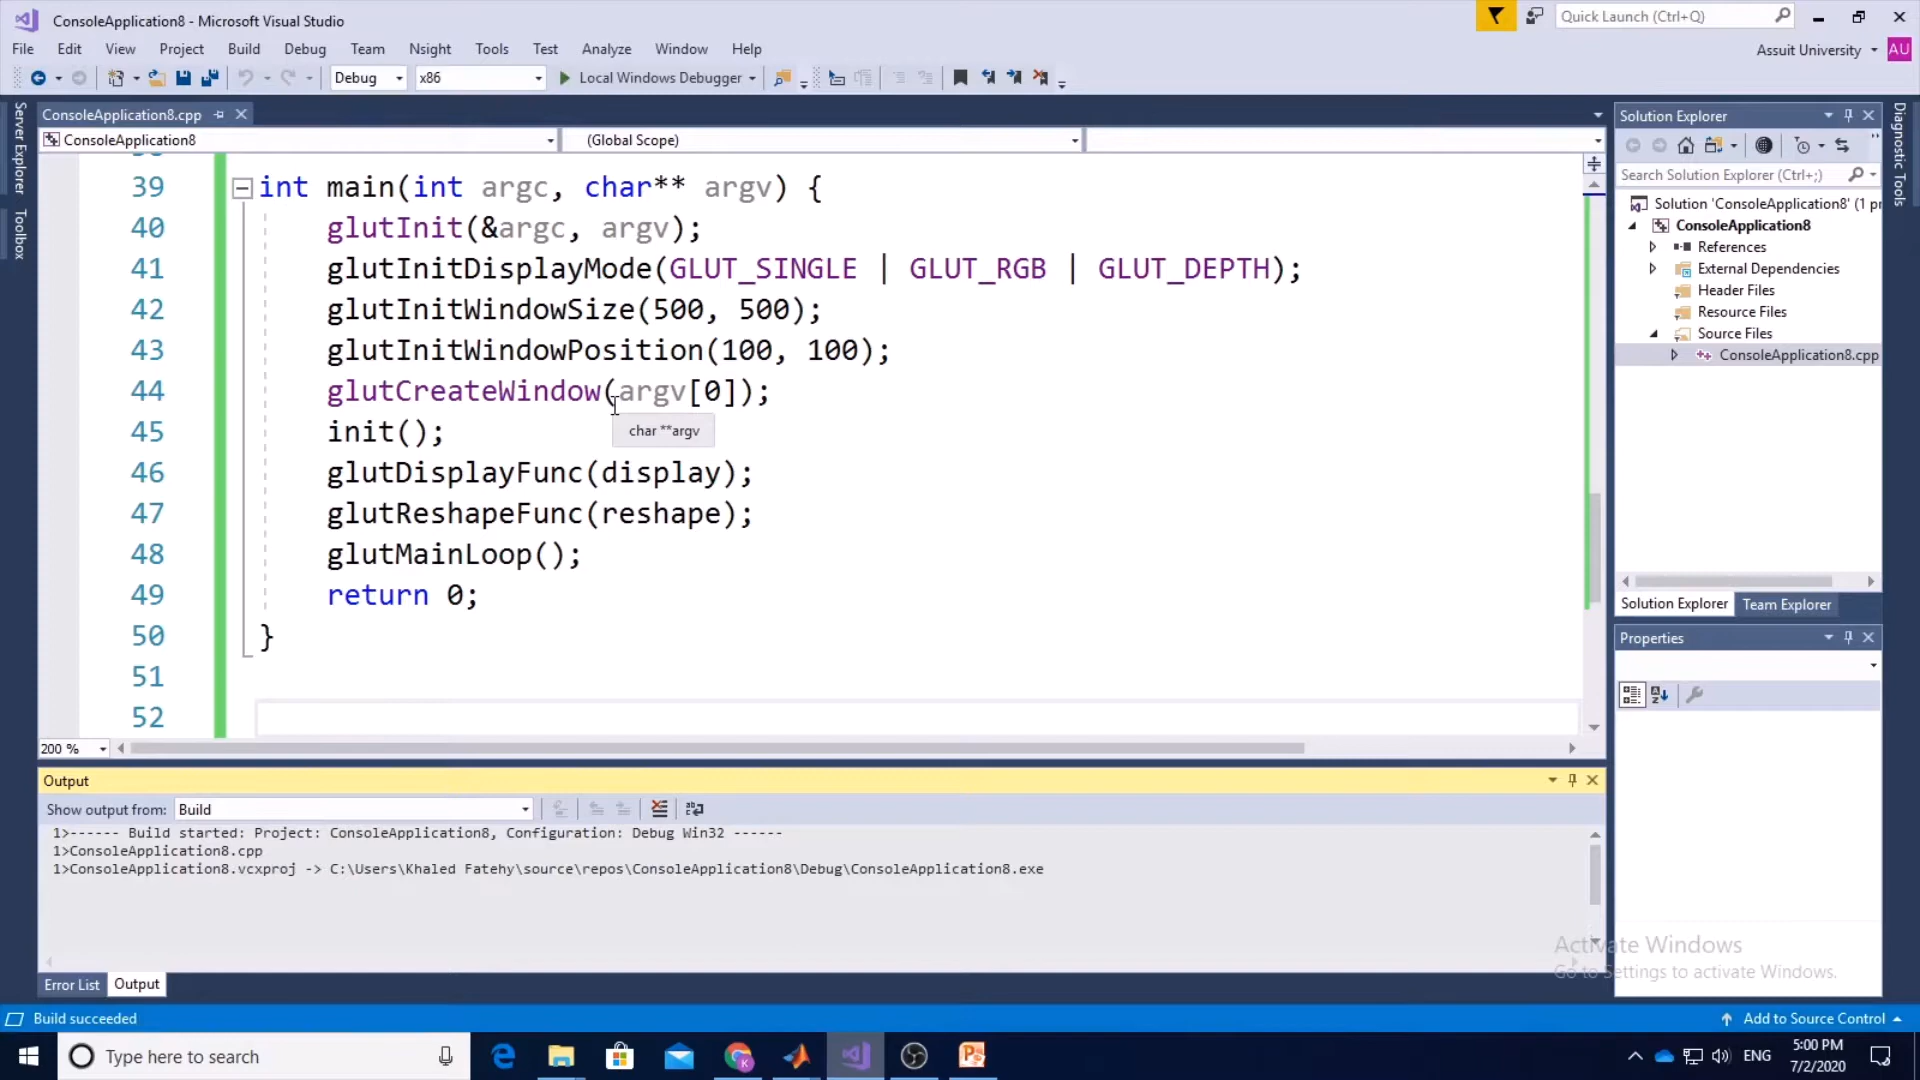 ConsoleApplication8 - Microsoft Visual Studio
Quick Launch (Ctrl+Q)
File Edit View Project Build Debug Team Nsight Tools Test Analyze Window Help
Assuit University
AU
Debug
x86
Local Windows Debugger
Server Explorer
Toolbox
ConsoleApplication8.cpp
ConsoleApplication8
(Global Scope)
39 int main(int argc, char** argv) {
40 glutInit(&argc, argv);
41 glutInitDisplayMode(GLUT_SINGLE | GLUT_RGB | GLUT_DEPTH);
42 glutInitWindowSize(500, 500);
43 glutInitWindowPosition(100, 100);
44 glutCreateWindow(argv[0]);
45 init();
char **argv
46 glutDisplayFunc(display);
47 glutReshapeFunc(reshape);
48 glutMainLoop();
49 return 0;
50 }
51
52
200 %
Solution Explorer
Search Solution Explorer (Ctrl+;)
Solution 'ConsoleApplication8' (1 pr
ConsoleApplication8
References
External Dependencies
Header Files
Resource Files
Source Files
ConsoleApplication8.cpp
Solution Explorer
Team Explorer
Properties
Diagnostic Tools
Output
Show output from: Build
1>------ Build started: Project: ConsoleApplication8, Configuration: Debug Win32 ------
1>ConsoleApplication8.cpp
1>ConsoleApplication8.vcxproj -> C:\Users\Khaled Fatehy\source\repos\ConsoleApplication8\Debug\ConsoleApplication8.exe
Activate Windows
Go to Settings to activate Windows.
Error List
Output
Build succeeded
Add to Source Control
Type here to search
ENG
5:00 PM
7/2/2020